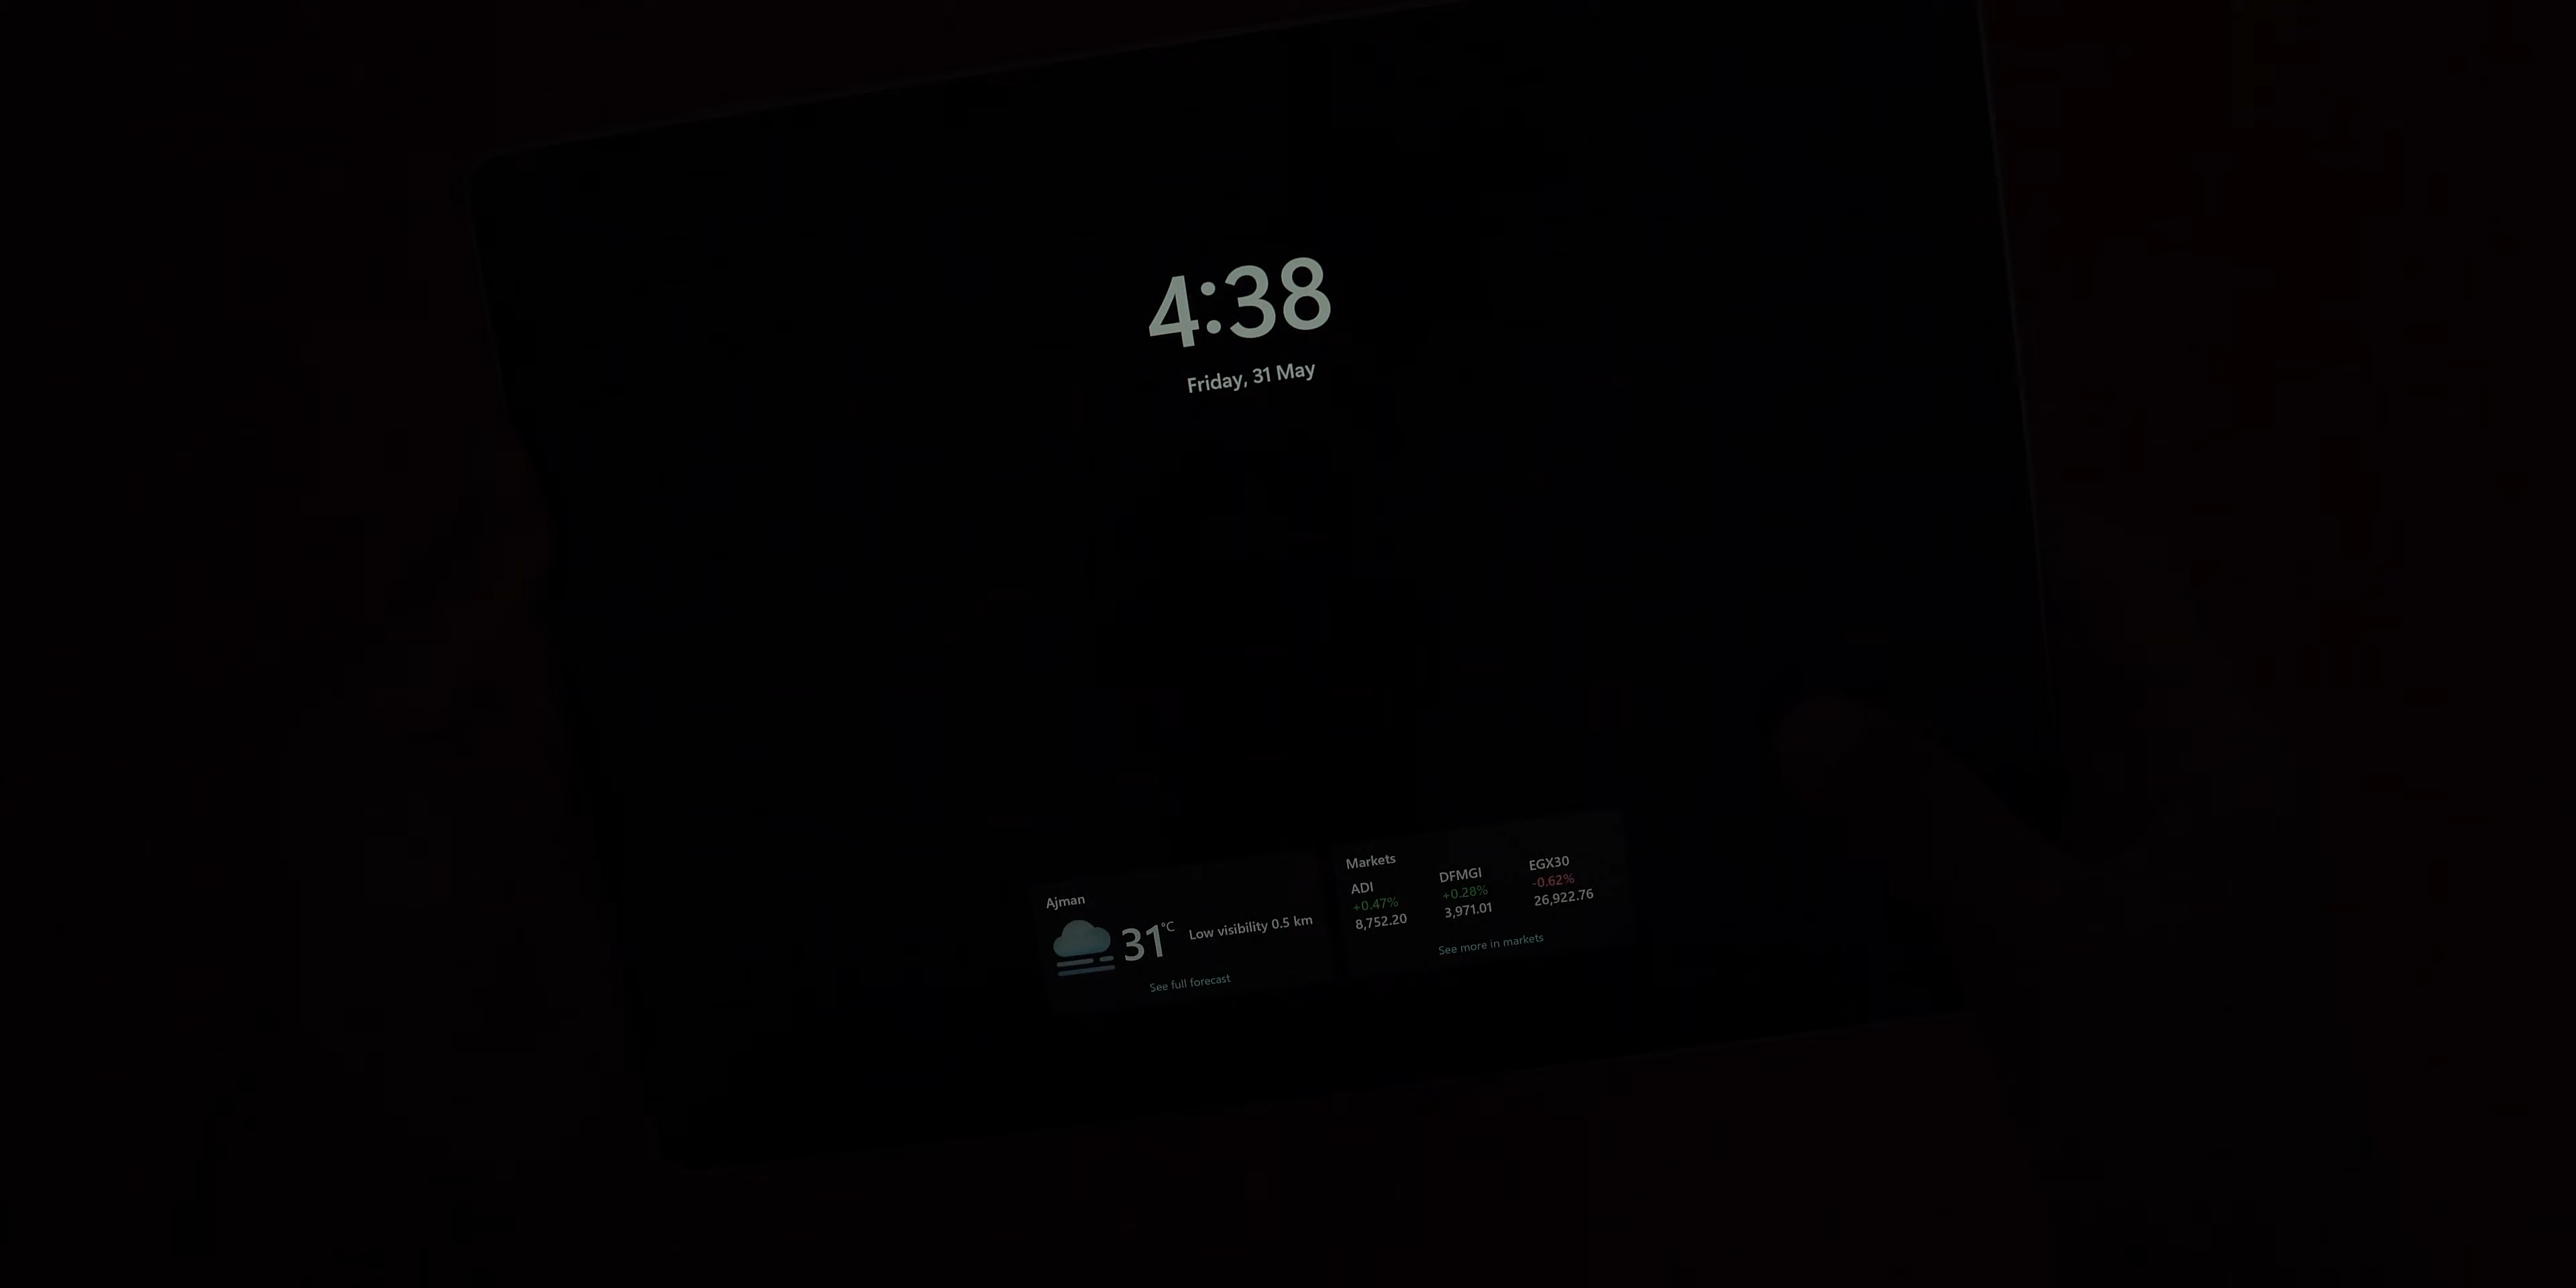 4:38
Friday, 31 May
Ajman
31°C
Low visibility 0.5 km
See full forecast
Markets
ADI
+0.47%
8,752.20
DFMGI
+0.28%
3,971.01
EGX30
-0.62%
26,922.76
See more in markets